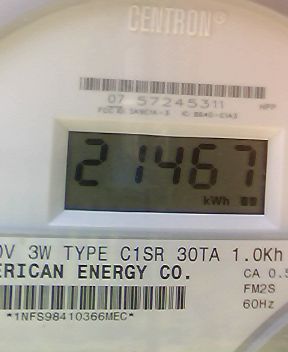 CENTRON®
07 57245311
HPP
21467
kWh
0V 3W TYPE C1SR 30TA 1.0Kh
ERICAN ENERGY CO.
CA 0.5
FM2S
60Hz
*1NFS98410366MEC*